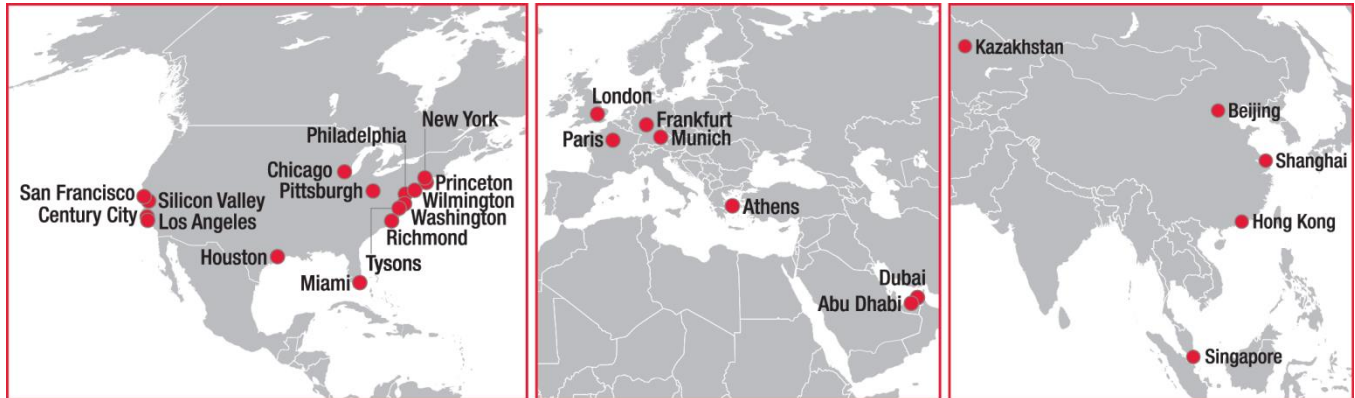 New York
Philadelphia
Chicago
Pittsburgh
Princeton
Wilmington
Washington
Richmond
San Francisco
Silicon Valley
Century City
Los Angeles
Houston
Tysons
Miami
London
Frankfurt
Paris
Munich
Athens
Dubai
Abu Dhabi
Kazakhstan
Beijing
Shanghai
Hong Kong
Singapore